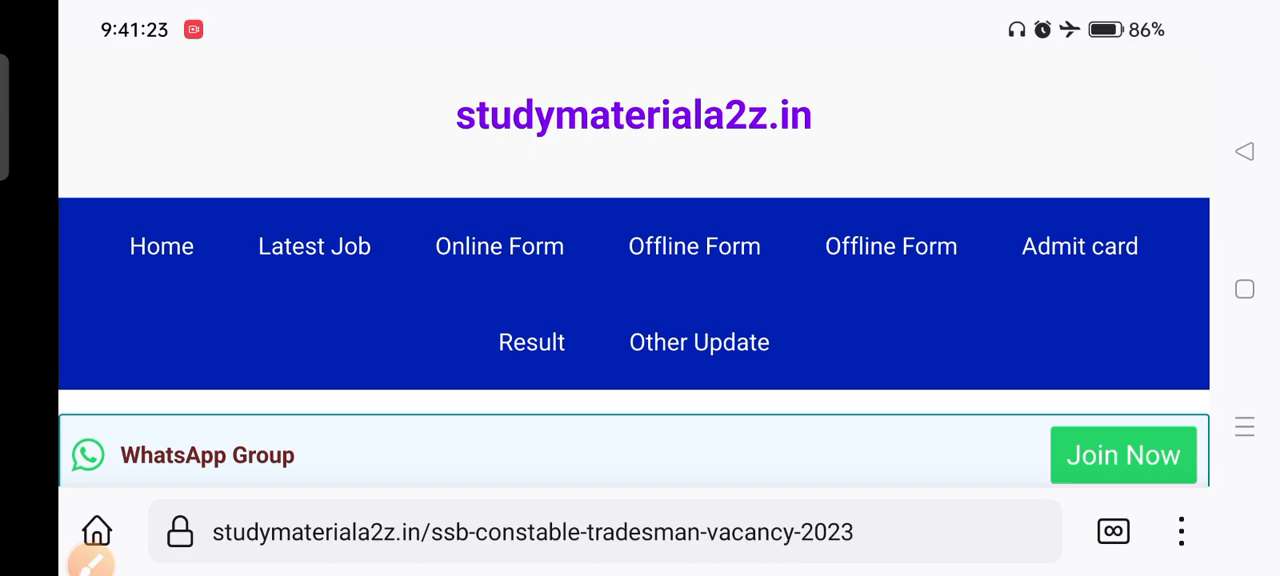 9:41:23 86%
studymateriala2z.in
Home Latest Job Online Form Offline Form Offline Form Admit card
Result Other Update
WhatsApp Group Join Now
studymateriala2z.in/ssb-constable-tradesman-vacancy-2023